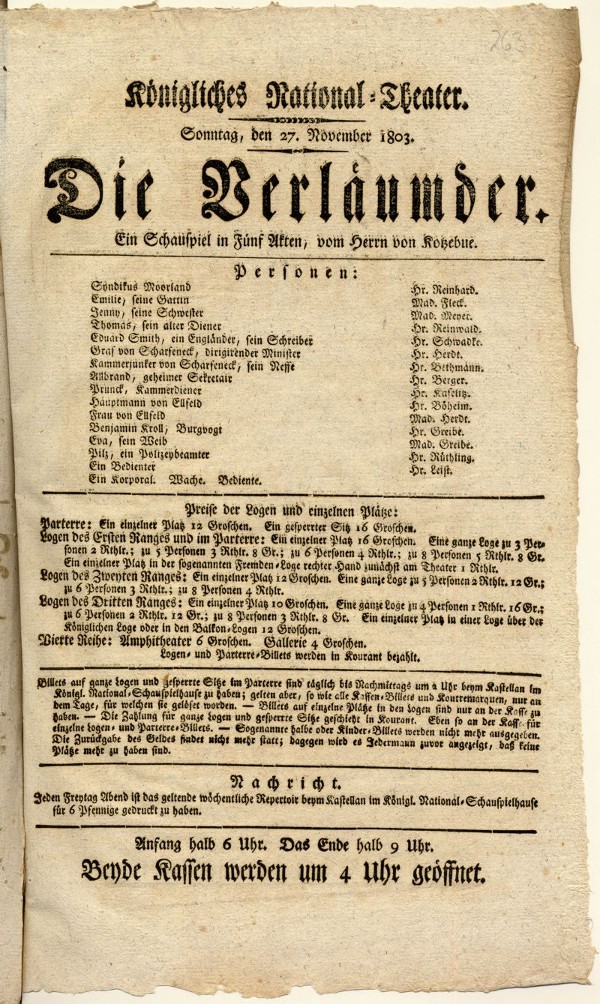 263
Königliches National-Theater.
Sonntag, den 27. November 1803.
Die Verläumder.
Ein Schauspiel in Fünf Akten, vom Herrn von Kotzebue.
Personen:
Syndikus Moorland Hr. Reinhard.
Emilie, seine Gattin Mad. Fleck.
Jenny, seine Schwester Mad. Meyer.
Thomas, sein alter Diener Hr. Reinwald.
Eduard Smith, ein Engländer, sein Schreiber Hr. Schwadke.
Graf von Scharfeneck, dirigirender Minister Hr. Herdt.
Kammerjunker von Scharfeneck, sein Neffe Hr. Bethmann.
Allbrand, geheimer Sekretair Hr. Berger.
Prunck, Kammerdiener Hr. Kaselitz.
Hauptmann von Ellfeld Hr. Böheim.
Frau von Ellfeld Mad. Herdt.
Benjamin Kroll, Burgvogt Hr. Greibe.
Eva, sein Weib Mad. Greibe.
Pilz, ein Polizeybeamter Hr. Rüthling.
Ein Bedienter Hr. Leist.
Ein Korporal. Wache. Bediente.
Preise der Logen und einzelnen Plätze:
Parterre: Ein einzelner Platz 12 Groschen. Ein gesperrter Sitz 16 Groschen.
Logen des Ersten Ranges und im Parterre: Ein einzelner Platz 16 Groschen. Eine ganze Loge zu 3 Per-
sonen 2 Rthlr.; zu 5 Personen 3 Rthlr. 8 Gr.; zu 6 Personen 4 Rthlr.; zu 8 Personen 5 Rthlr. 8 Gr.
Ein einzelner Platz in der sogenannten Fremden-Loge rechter Hand zunächst am Theater 1 Rthlr.
Logen des Zweyten Ranges: Ein einzelner Platz 12 Groschen. Eine ganze Loge zu 5 Personen 2 Rthlr. 12 Gr.;
zu 6 Personen 3 Rthlr.; zu 8 Personen 4 Rthlr.
Logen des Dritten Ranges: Ein einzelner Platz 10 Groschen. Eine ganze Loge zu 4 Personen 1 Rthlr. 16 Gr.;
zu 6 Personen 2 Rthlr. 12 Gr.; zu 8 Personen 3 Rthlr. 8 Gr. Ein einzelner Platz in einer Loge über der
Königlichen Loge oder in den Balkon-Logen 12 Groschen.
Vierte Reihe: Amphitheater 6 Groschen. Gallerie 4 Groschen.
Logen- und Parterre-Billets werden in Kourant bezahlt.
Billets auf ganze Logen und gesperrte Sitze im Parterre sind täglich bis Nachmittags um 2 Uhr beym Kastellan im
Königl. National-Schauspielhause zu haben; gelten aber, so wie alle Kassen-Billets und Kontremarquen, nur an
dem Tage, für welchen sie gelöset worden. — Billets auf einzelne Plätze in den Logen sind nur an der Kasse zu
haben. — Die Zahlung für ganze Logen und gesperrte Sitze geschieht in Kourant. Eben so an der Kasse für
einzelne Logen- und Parterre-Billets. — Sogenannte halbe oder Kinder-Billets werden nicht mehr ausgegeben.
Die Zurückgabe des Geldes findet nicht mehr statt; dagegen wird es Jedermann zuvor angezeigt, daß keine
Plätze mehr zu haben sind.
Nachricht.
Jeden Freytag Abend ist das geltende wöchentliche Repertoir beym Kastellan im Königl. National-Schauspielhause
für 6 Pfennige gedruckt zu haben.
Anfang halb 6 Uhr. Das Ende halb 9 Uhr.
Beyde Kassen werden um 4 Uhr geöffnet.